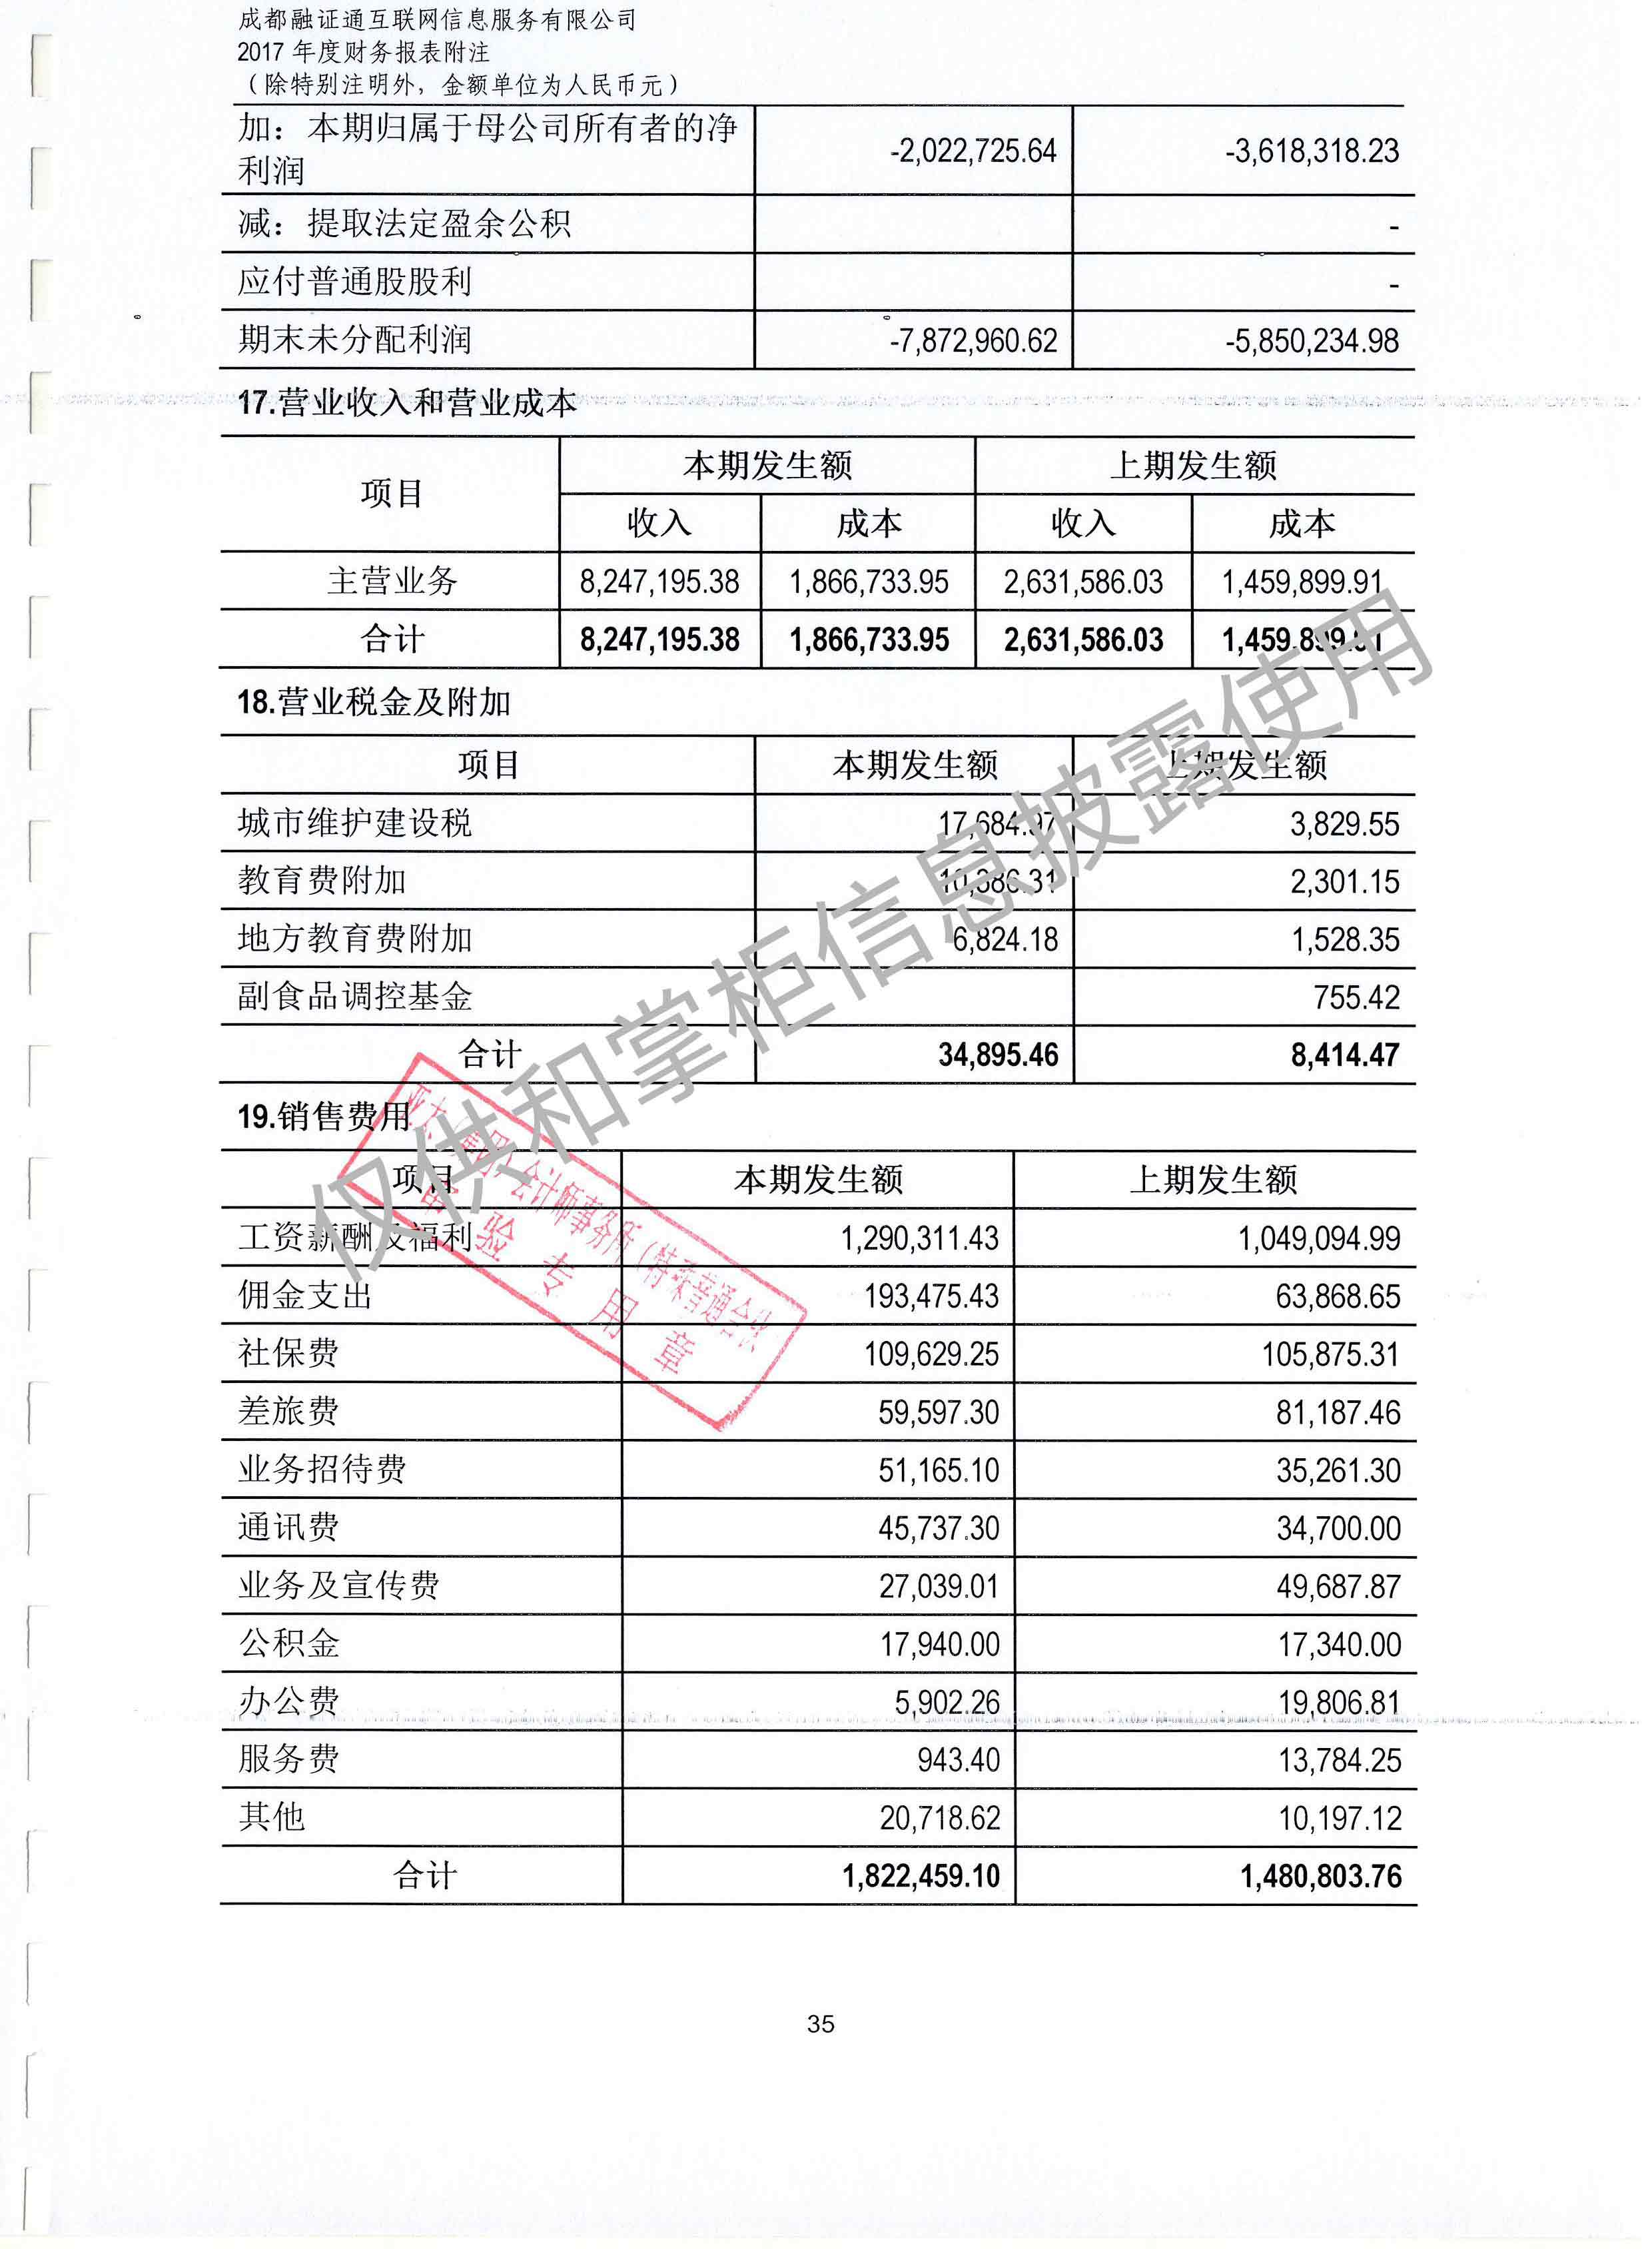 成都融证通互联网信息服务有限公司
2017 年度财务报表附注
（除特别注明外，金额单位为人民币元）
加：本期归属于母公司所有者的净利润 -2,022,725.64 -3,618,318.23
减：提取法定盈余公积 -
应付普通股股利 -
期末未分配利润 -7,872,960.62 -5,850,234.98
17.营业收入和营业成本
项目 本期发生额 上期发生额
收入 成本 收入 成本
主营业务 8,247,195.38 1,866,733.95 2,631,586.03 1,459,899.91
合计 8,247,195.38 1,866,733.95 2,631,586.03 1,459,899.91
18.营业税金及附加
项目 本期发生额 上期发生额
城市维护建设税 17,684.97 3,829.55
教育费附加 10,386.31 2,301.15
地方教育费附加 6,824.18 1,528.35
副食品调控基金 755.42
合计 34,895.46 8,414.47
19.销售费用
项目 本期发生额 上期发生额
工资薪酬及福利 1,290,311.43 1,049,094.99
佣金支出 193,475.43 63,868.65
社保费 109,629.25 105,875.31
差旅费 59,597.30 81,187.46
业务招待费 51,165.10 35,261.30
通讯费 45,737.30 34,700.00
业务及宣传费 27,039.01 49,687.87
公积金 17,940.00 17,340.00
办公费 5,902.26 19,806.81
服务费 943.40 13,784.25
其他 20,718.62 10,197.12
合计 1,822,459.10 1,480,803.76
仅供和掌柜信息披露使用
亚太（集团）会计师事务所（特殊普通合伙）
审验专用章
35